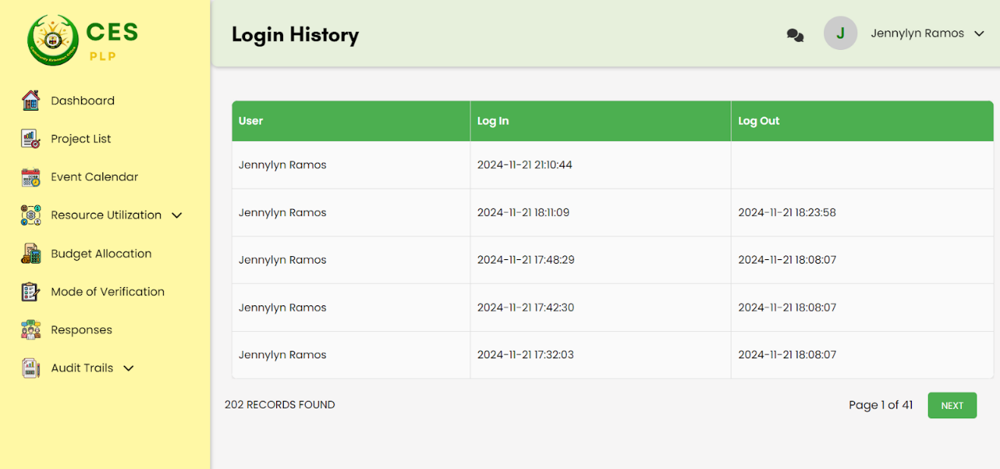 CES
PLP
Login History
J
Jennylyn Ramos
Dashboard
Project List
Event Calendar
Resource Utilization
Budget Allocation
Mode of Verification
Responses
Audit Trails
User Log In Log Out
Jennylyn Ramos 2024-11-21 21:10:44
Jennylyn Ramos 2024-11-21 18:11:09 2024-11-21 18:23:58
Jennylyn Ramos 2024-11-21 17:48:29 2024-11-21 18:08:07
Jennylyn Ramos 2024-11-21 17:42:30 2024-11-21 18:08:07
Jennylyn Ramos 2024-11-21 17:32:03 2024-11-21 18:08:07
202 RECORDS FOUND
Page 1 of 41
NEXT